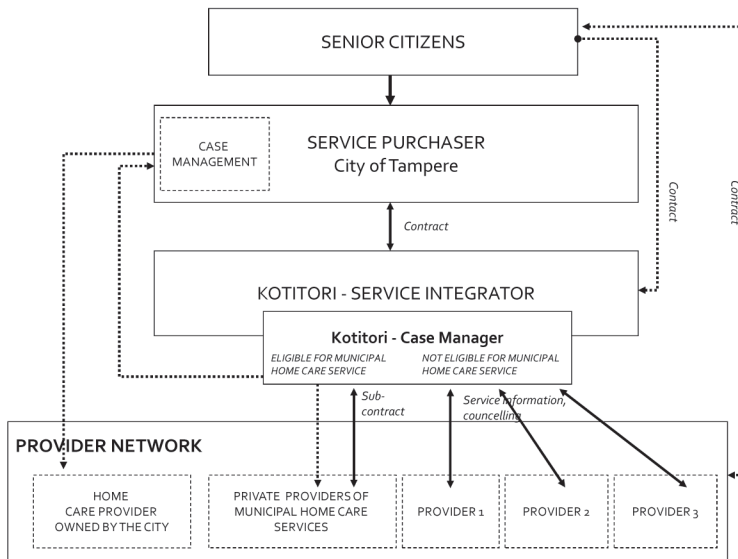 SENIOR CITIZENS
CASE
MANAGEMENT
SERVICE PURCHASER
City of Tampere
Contact
Contract
Contract
KOTITORI - SERVICE INTEGRATOR
Kotitori - Case Manager
ELIGIBLE FOR MUNICIPAL
HOME CARE SERVICE
NOT ELIGIBLE FOR MUNICIPAL
HOME CARE SERVICE
Sub-
contract
Service information,
councelling
PROVIDER NETWORK
HOME
CARE PROVIDER
OWNED BY THE CITY
PRIVATE PROVIDERS OF
MUNICIPAL HOME CARE
SERVICES
PROVIDER 1
PROVIDER 2
PROVIDER 3